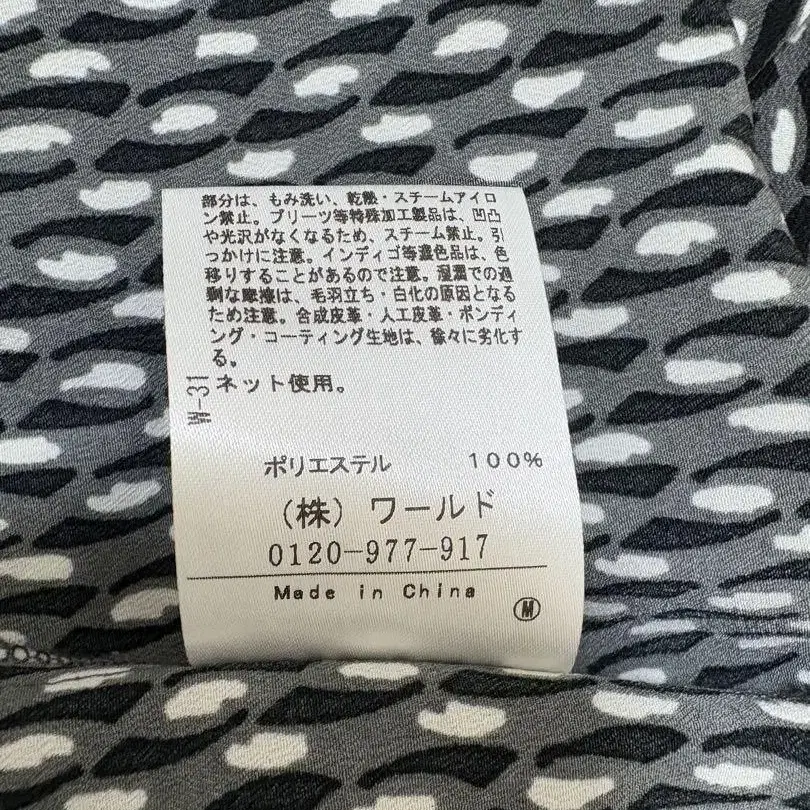 部分は、もみ洗い、乾燥・スチームアイロ
ン禁止。プリーツ等特殊加工製品は、凹凸
や光沢がなくなるため、スチーム禁止。引
っかけに注意。インディゴ等濃色品は、色
移りすることがあるので注意。湿潤での過
剰な摩擦は、毛羽立ち・白化の原因となる
ため注意。合成皮革・人工皮革・ボンディ
ング・コーティング生地は、徐々に劣化す
る。
ネット使用。
W-31
ポリエステル 100%
(株) ワールド
0120-977-917
Made in China
M